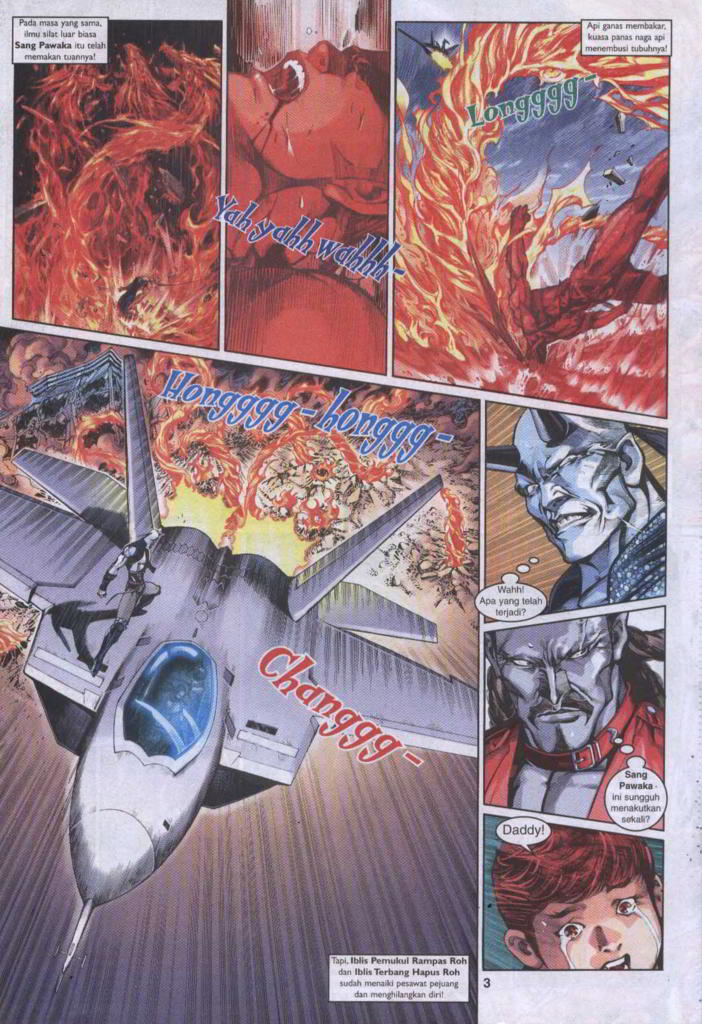 Pada masa yang sama,
ilmu silat luar biasa
Sang Pawaka itu telah
memakan tuannya!
Yah yahh wahhh-
Api ganas membakar,
kuasa panas naga api
menembusi tubuhnya!
Longggg-
Hongggg-honggg-
Changggg-
Tapi, Iblis Pemukul Rampas Roh
dan Iblis Terbang Hapus Roh
sudah menaiki pesawat pejuang
dan menghilangkan diri!
Wahh!
Apa yang telah
terjadi?
Sang
Pawaka -
ini sungguh
menakutkan
sekali?
Daddy!
3